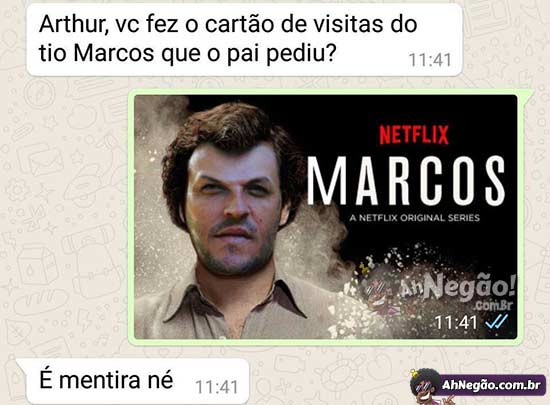 Arthur, vc fez o cartão de visitas do
tio Marcos que o pai pediu?
11:41
NETFLIX
MARCOS
A NETFLIX ORIGINAL SERIES
AhNegão!
.com.br
11:41
É mentira né
11:41
AhNegão.com.br